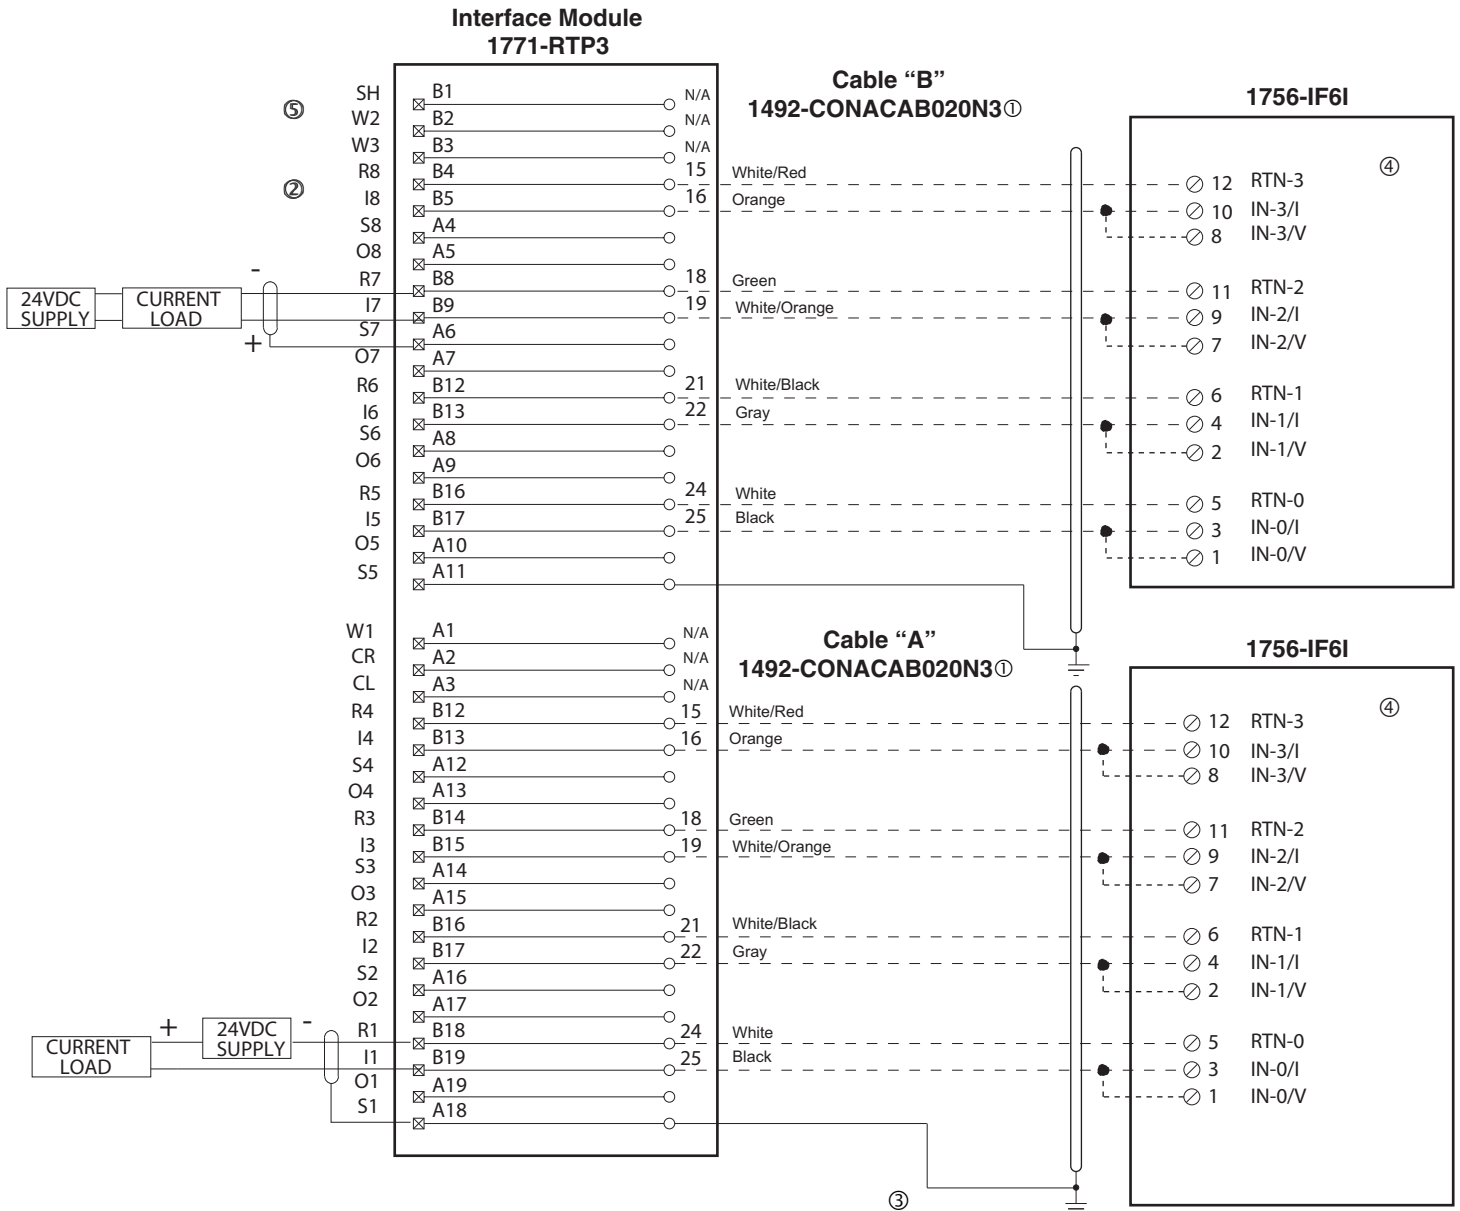 Interface Module
1771-RTP3
Cable “B”
1492-CONACAB020N3①
1756-IF6I
④
⑤
②
SH B1 N/A
W2 B2 N/A
W3 B3 N/A
R8 B4 15 White/Red 12 RTN-3
I8 B5 16 Orange 10 IN-3/I
8 IN-3/V
S8 A4
O8 A5
-
R7 B8 18 Green 11 RTN-2
24VDC
SUPPLY
CURRENT
LOAD
I7 B9 19 White/Orange 9 IN-2/I
+
S7 A6
7 IN-2/V
O7 A7
R6 B12 21 White/Black 6 RTN-1
I6 B13 22 Gray 4 IN-1/I
S6 A8
2 IN-1/V
O6 A9
R5 B16 24 White 5 RTN-0
I5 B17 25 Black 3 IN-0/I
O5 A10
1 IN-0/V
S5 A11
Cable “A”
1492-CONACAB020N3①
1756-IF6I
④
W1 A1 N/A
CR A2 N/A
CL A3 N/A
R4 B12 15 White/Red 12 RTN-3
I4 B13 16 Orange 10 IN-3/I
S4 A12
8 IN-3/V
O4 A13
R3 B14 18 Green 11 RTN-2
I3 B15 19 White/Orange 9 IN-2/I
S3 A14
7 IN-2/V
O3 A15
R2 B16 21 White/Black 6 RTN-1
I2 B17 22 Gray 4 IN-1/I
S2 A16
2 IN-1/V
O2 A17
+
24VDC
SUPPLY
-
R1 B18 24 White 5 RTN-0
CURRENT
LOAD
I1 B19 25 Black 3 IN-0/I
O1 A19
1 IN-0/V
S1 A18
③